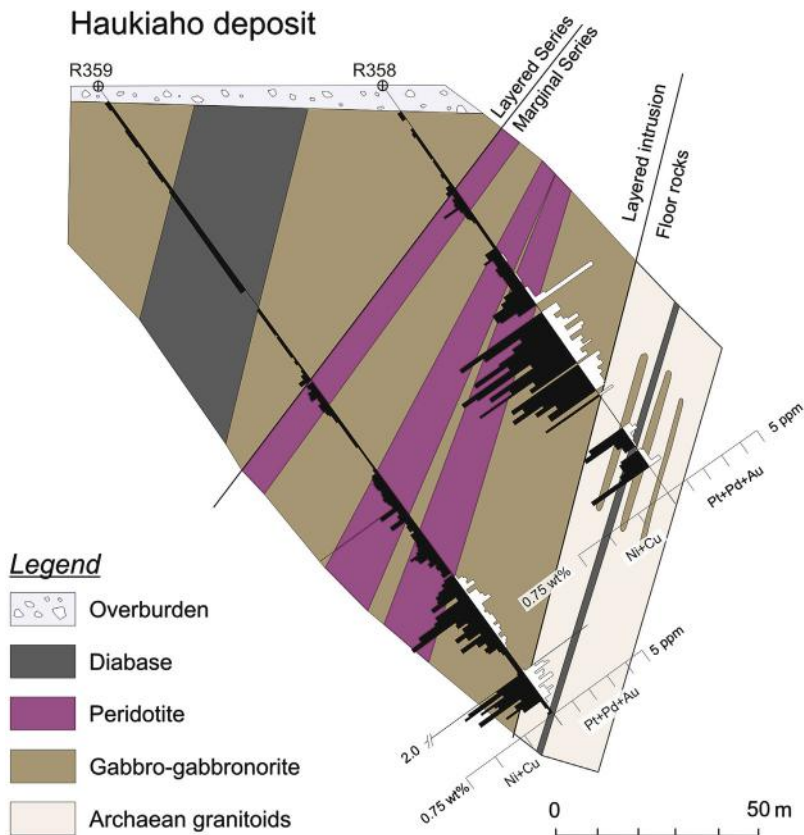 Haukiaho deposit
R359
R358
Layered Series
Marginal Series
Layered intrusion
Floor rocks
5 ppm
Pt+Pd+Au
Ni+Cu
0.75 wt%
5 ppm
Pt+Pd+Au
2.0
Ni+Cu
0.75 wt%
Legend
Overburden
Diabase
Peridotite
Gabbro-gabbronorite
Archaean granitoids
0 50 m